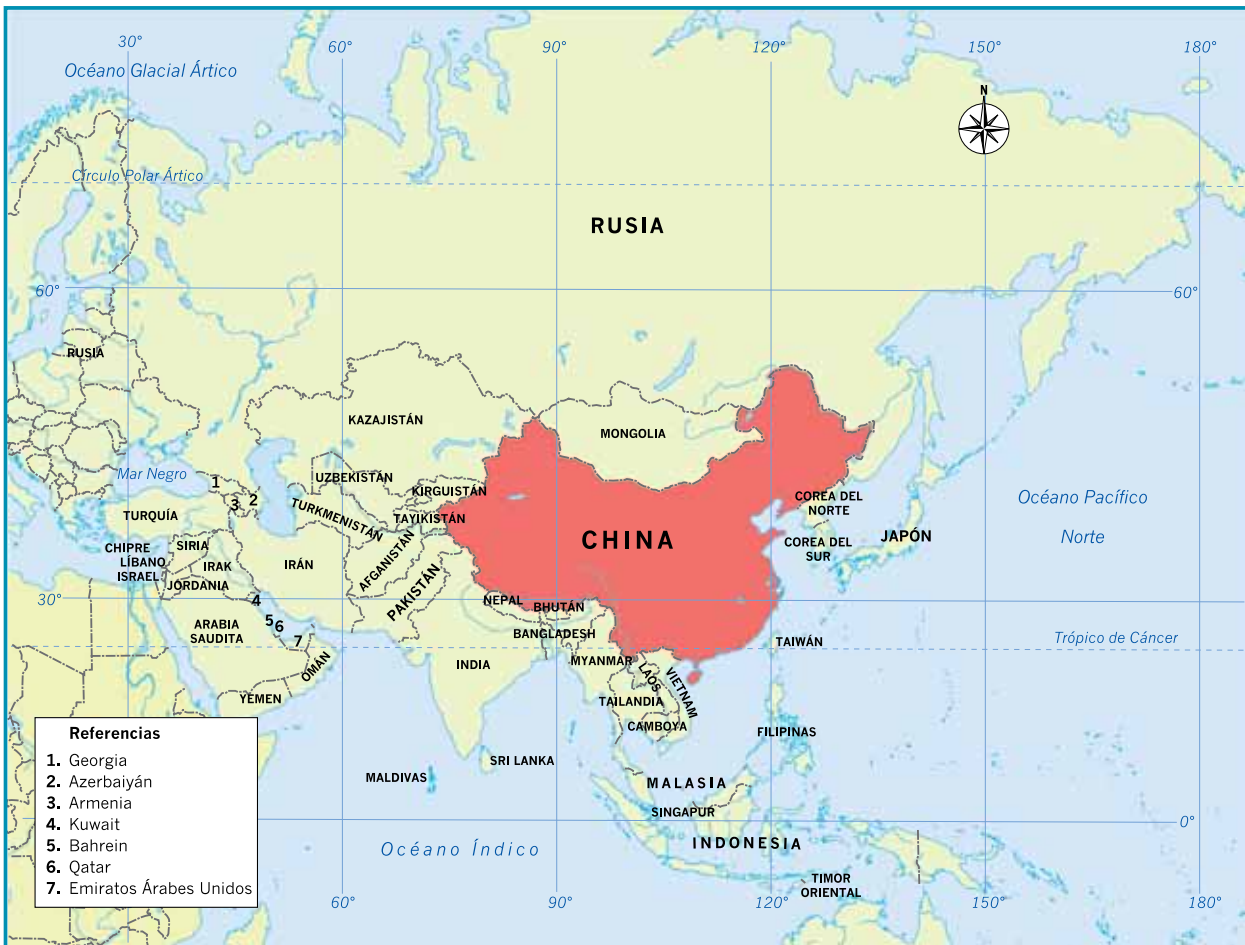 30°
60°
90°
120°
150°
180°
Océano Glacial Ártico
N
Círculo Polar Ártico
RUSIA
60°
60°
RUSIA
KAZAJISTÁN
MONGOLIA
Mar Negro
1
2
3
UZBEKISTÁN
KIRGUISTÁN
TURKMENISTÁN
TAYIKISTÁN
COREA DEL
NORTE
Océano Pacífico
Norte
TURQUÍA
CHINA
COREA DEL
SUR
JAPÓN
CHIPRE
LÍBANO
ISRAEL
SIRIA
IRAK
JORDANIA
IRÁN
AFGANISTÁN
PAKISTÁN
30°
30°
4
NEPAL
BHUTÁN
ARABIA
SAUDITA
5
6
7
BANGLADESH
TAIWÁN
Trópico de Cáncer
OMÁN
INDIA
MYANMAR
LAOS
VIETNAM
YEMEN
TAILANDIA
CAMBOYA
FILIPINAS
SRI LANKA
MALDIVAS
MALASIA
SINGAPUR
0°
INDONESIA
Océano Índico
TIMOR
ORIENTAL
Referencias
1. Georgia
2. Azerbaiyán
3. Armenia
4. Kuwait
5. Bahrein
6. Qatar
7. Emiratos Árabes Unidos
60°
90°
120°
150°
180°